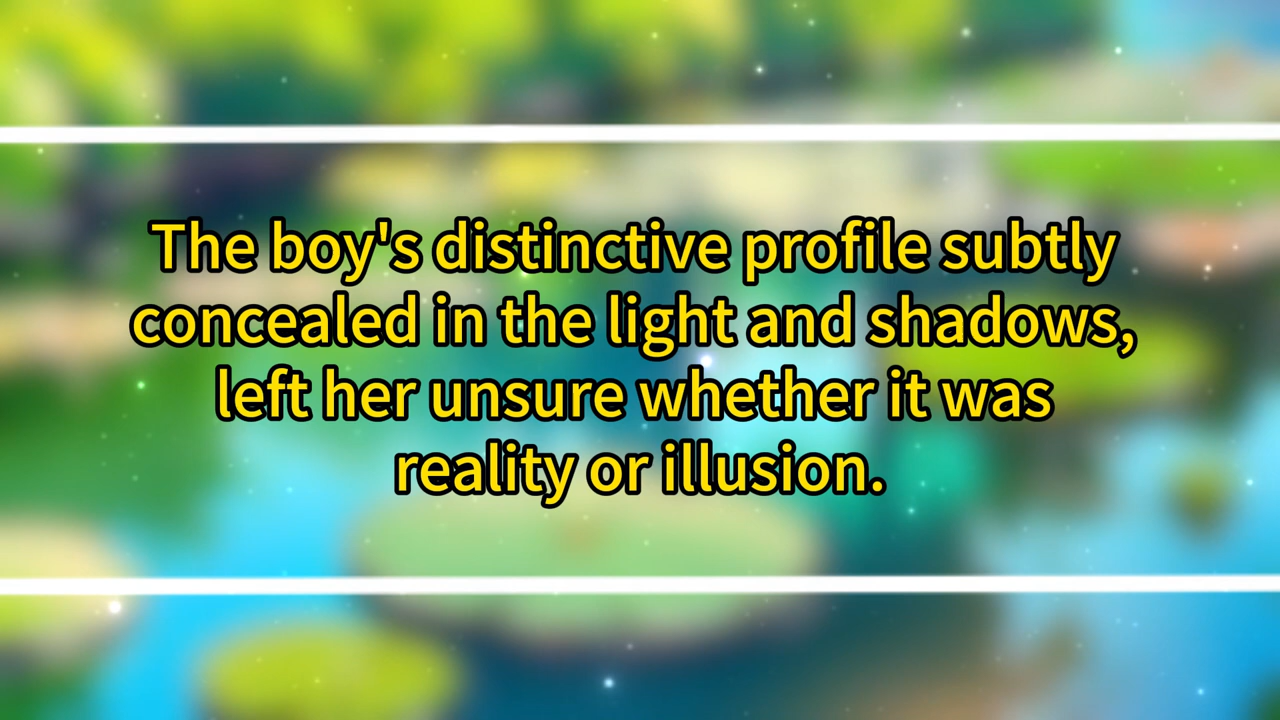 The boy's distinctive profile subtly
concealed in the light and shadows,
left her unsure whether it was
reality or illusion.